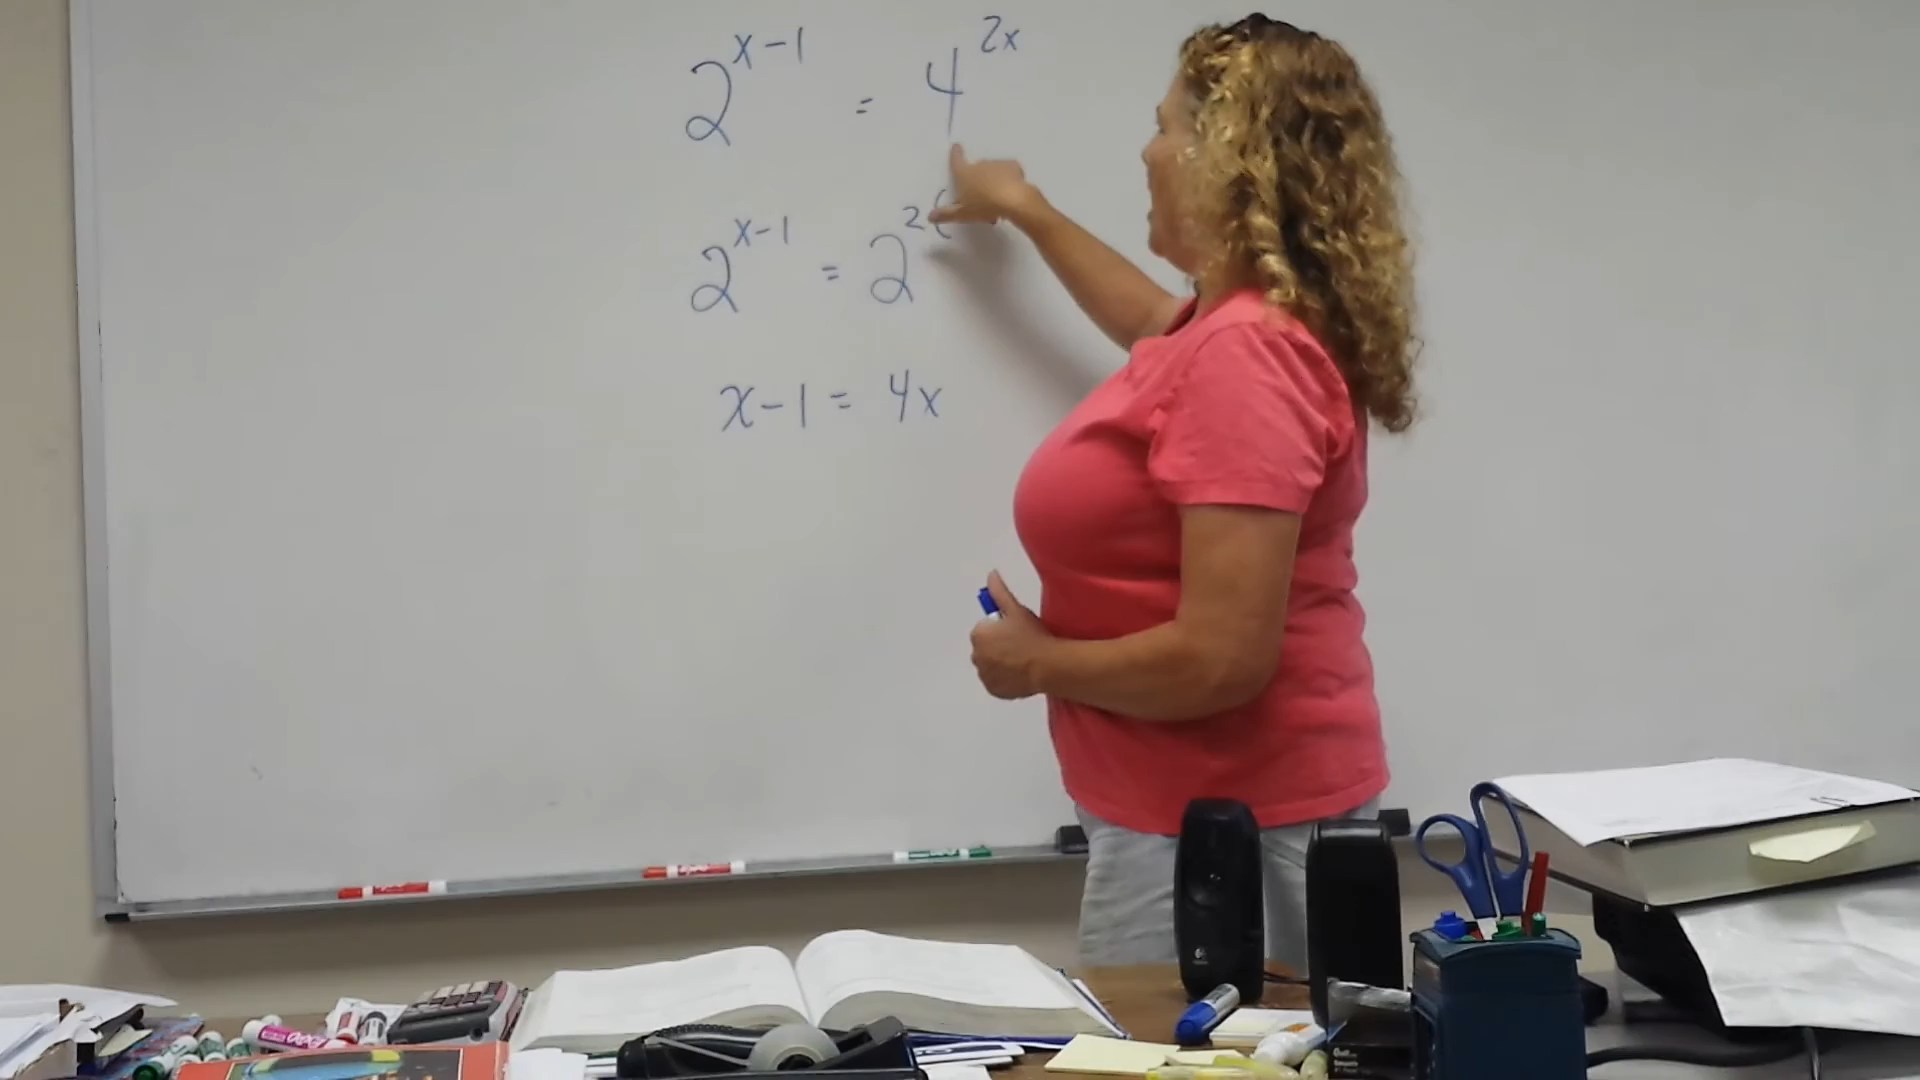 2^{x-1} = 4^{2x}
2^{x-1} = 2^{2(
x-1 = 4x